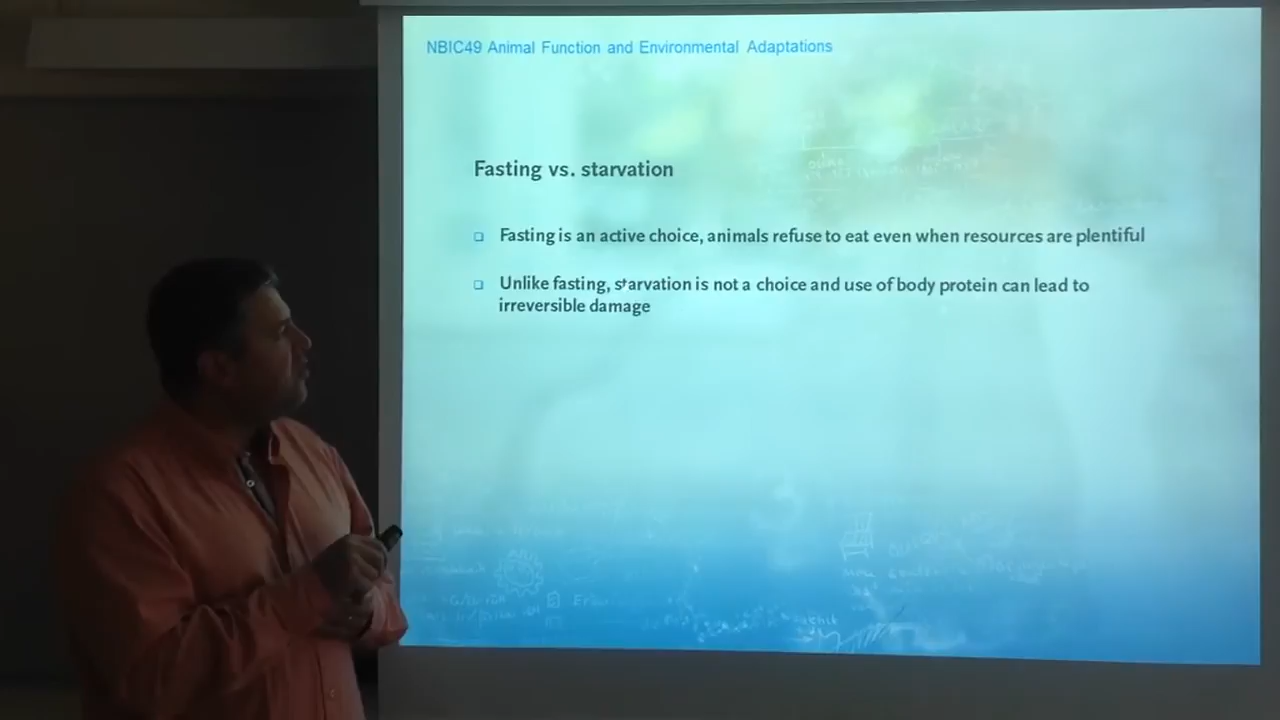 NBIC49 Animal Function and Environmental Adaptations
Fasting vs. starvation
Fasting is an active choice, animals refuse to eat even when resources are plentiful
Unlike fasting, starvation is not a choice and use of body protein can lead to
irreversible damage